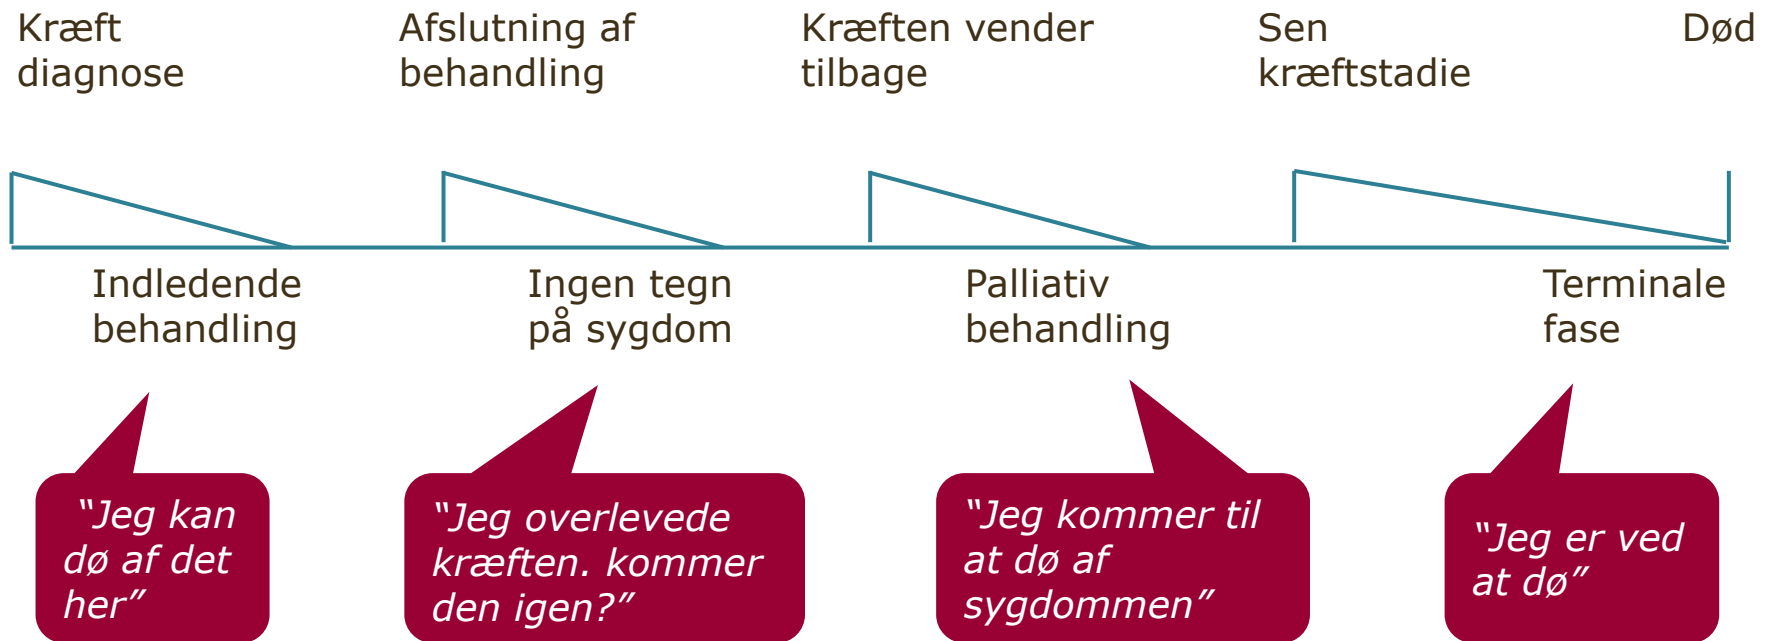 Kræft
diagnose
Afslutning af
behandling
Kræften vender
tilbage
Sen
kræftstadie
Død
Indledende
behandling
Ingen tegn
på sygdom
Palliativ
behandling
Terminale
fase
“Jeg kan
dø af det
her”
“Jeg overlevede
kræften. kommer
den igen?”
“Jeg kommer til
at dø af
sygdommen”
“Jeg er ved
at dø”